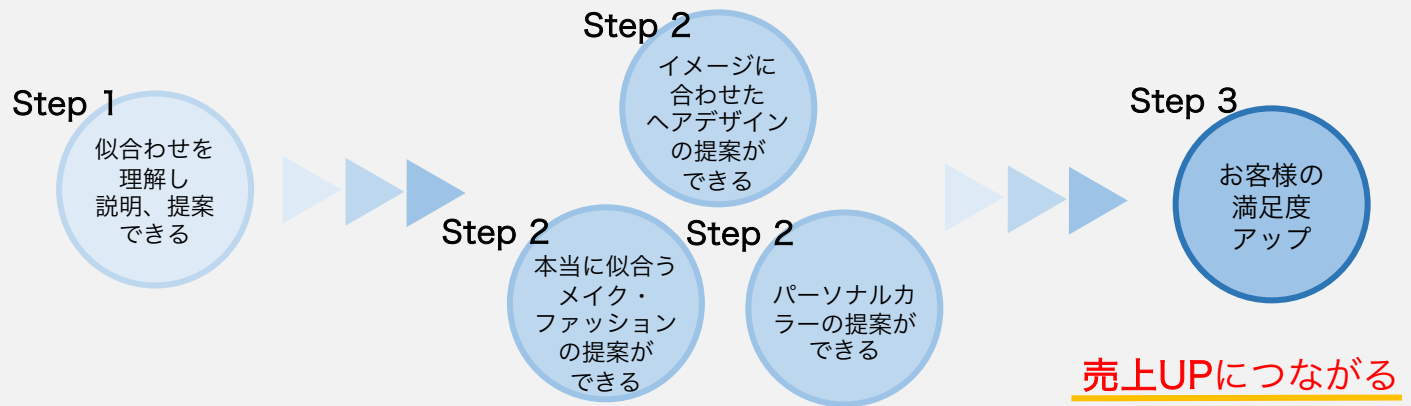 Step 1
似合わせを
理解し
説明、提案
できる
Step 2
イメージに
合わせた
ヘアデザイン
の提案が
できる
Step 2
本当に似合う
メイク・
ファッション
の提案が
できる
Step 2
パーソナルカ
ラーの提案が
できる
Step 3
お客様の
満足度
アップ
売上UPにつながる